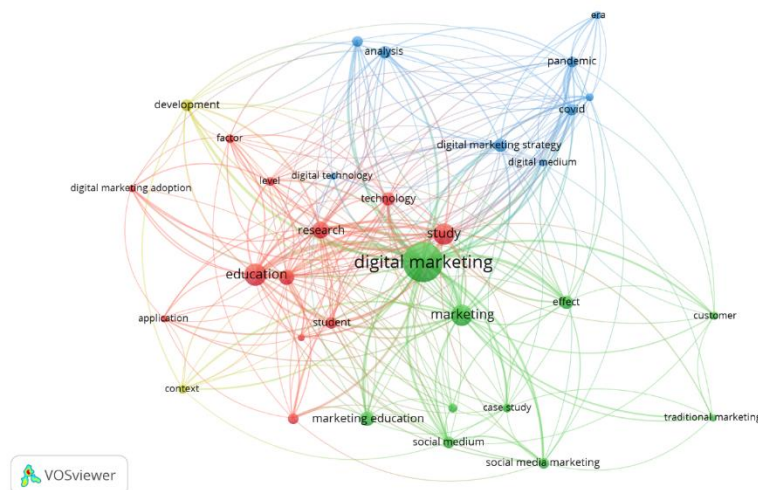 era
analysis
pandemic
development
covid
factor
digital marketing strategy
digital medium
digital technology
level
digital marketing adoption
technology
research
study
digital marketing
education
effect
marketing
customer
application
student
context
case study
marketing education
traditional marketing
social medium
social media marketing
VOSviewer